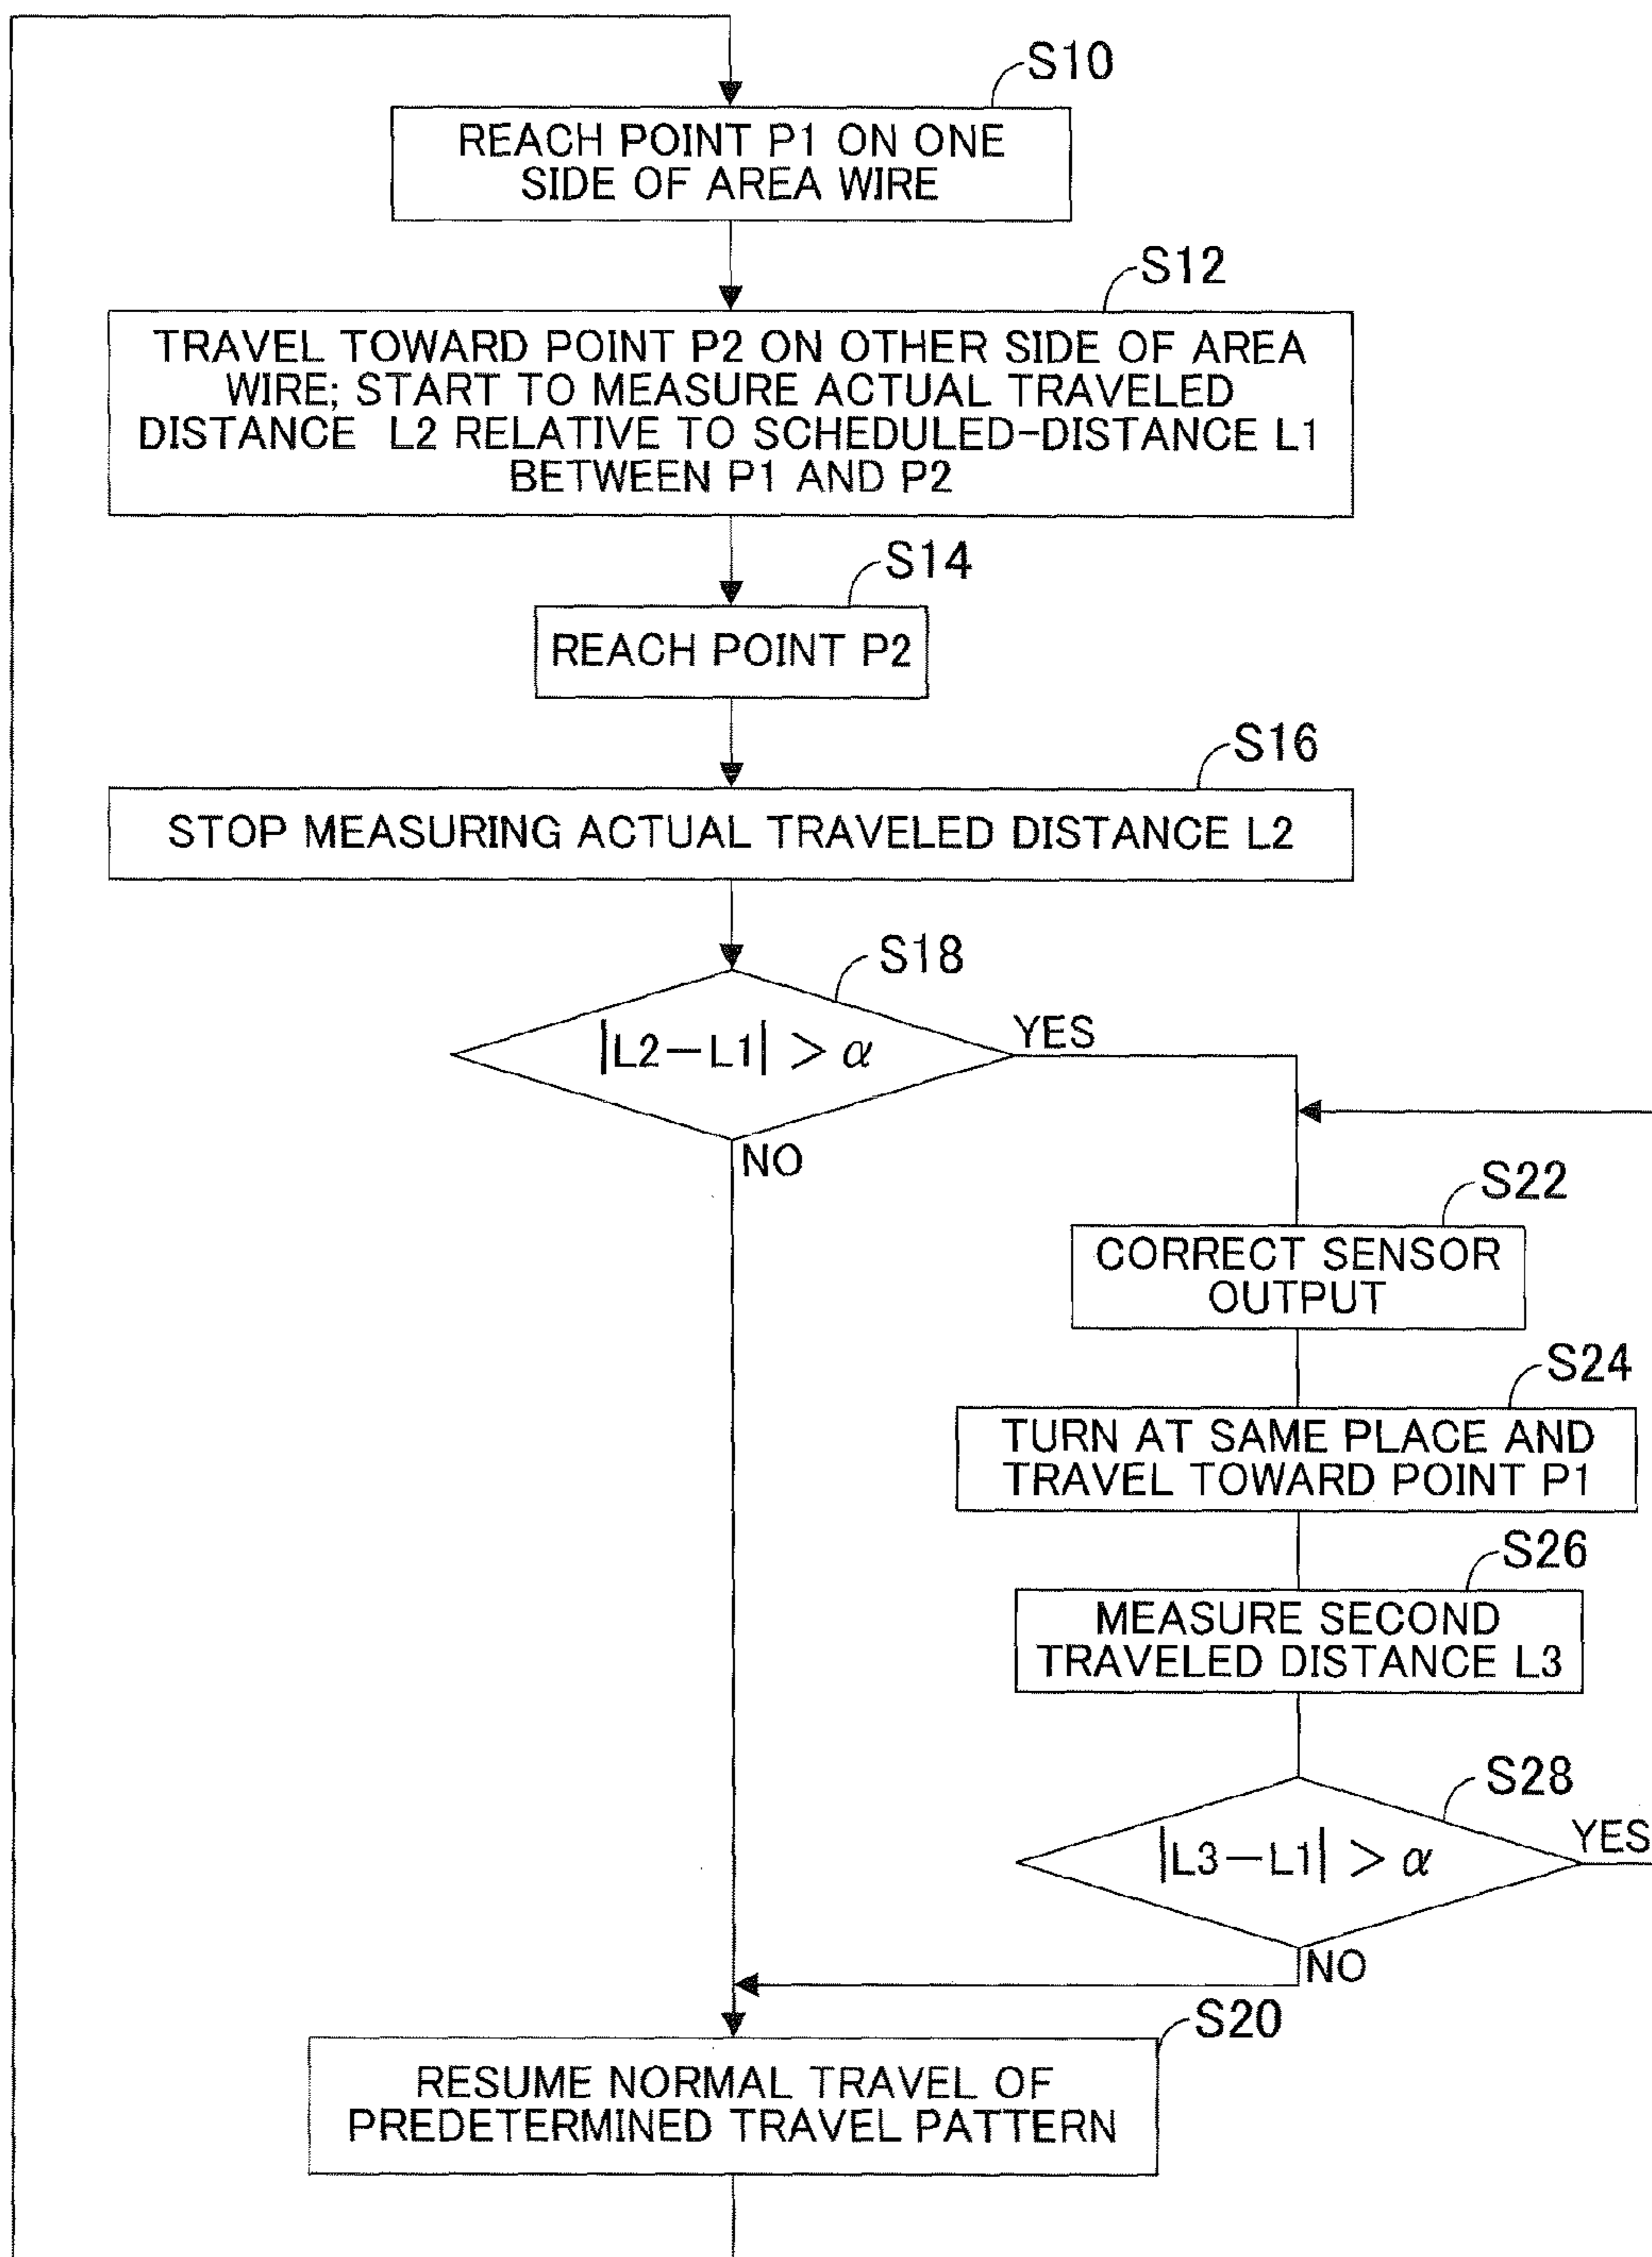 S10
REACH POINT P1 ON ONE
SIDE OF AREA WIRE
S12
TRAVEL TOWARD POINT P2 ON OTHER SIDE OF AREA
WIRE; START TO MEASURE ACTUAL TRAVELED
DISTANCE L2 RELATIVE TO SCHEDULED-DISTANCE L1
BETWEEN P1 AND P2
S14
REACH POINT P2
S16
STOP MEASURING ACTUAL TRAVELED DISTANCE L2
S18
|L2-L1| > α
YES
NO
S22
CORRECT SENSOR
OUTPUT
S24
TURN AT SAME PLACE AND
TRAVEL TOWARD POINT P1
S26
MEASURE SECOND
TRAVELED DISTANCE L3
S28
|L3-L1| > α
YES
NO
S20
RESUME NORMAL TRAVEL OF
PREDETERMINED TRAVEL PATTERN